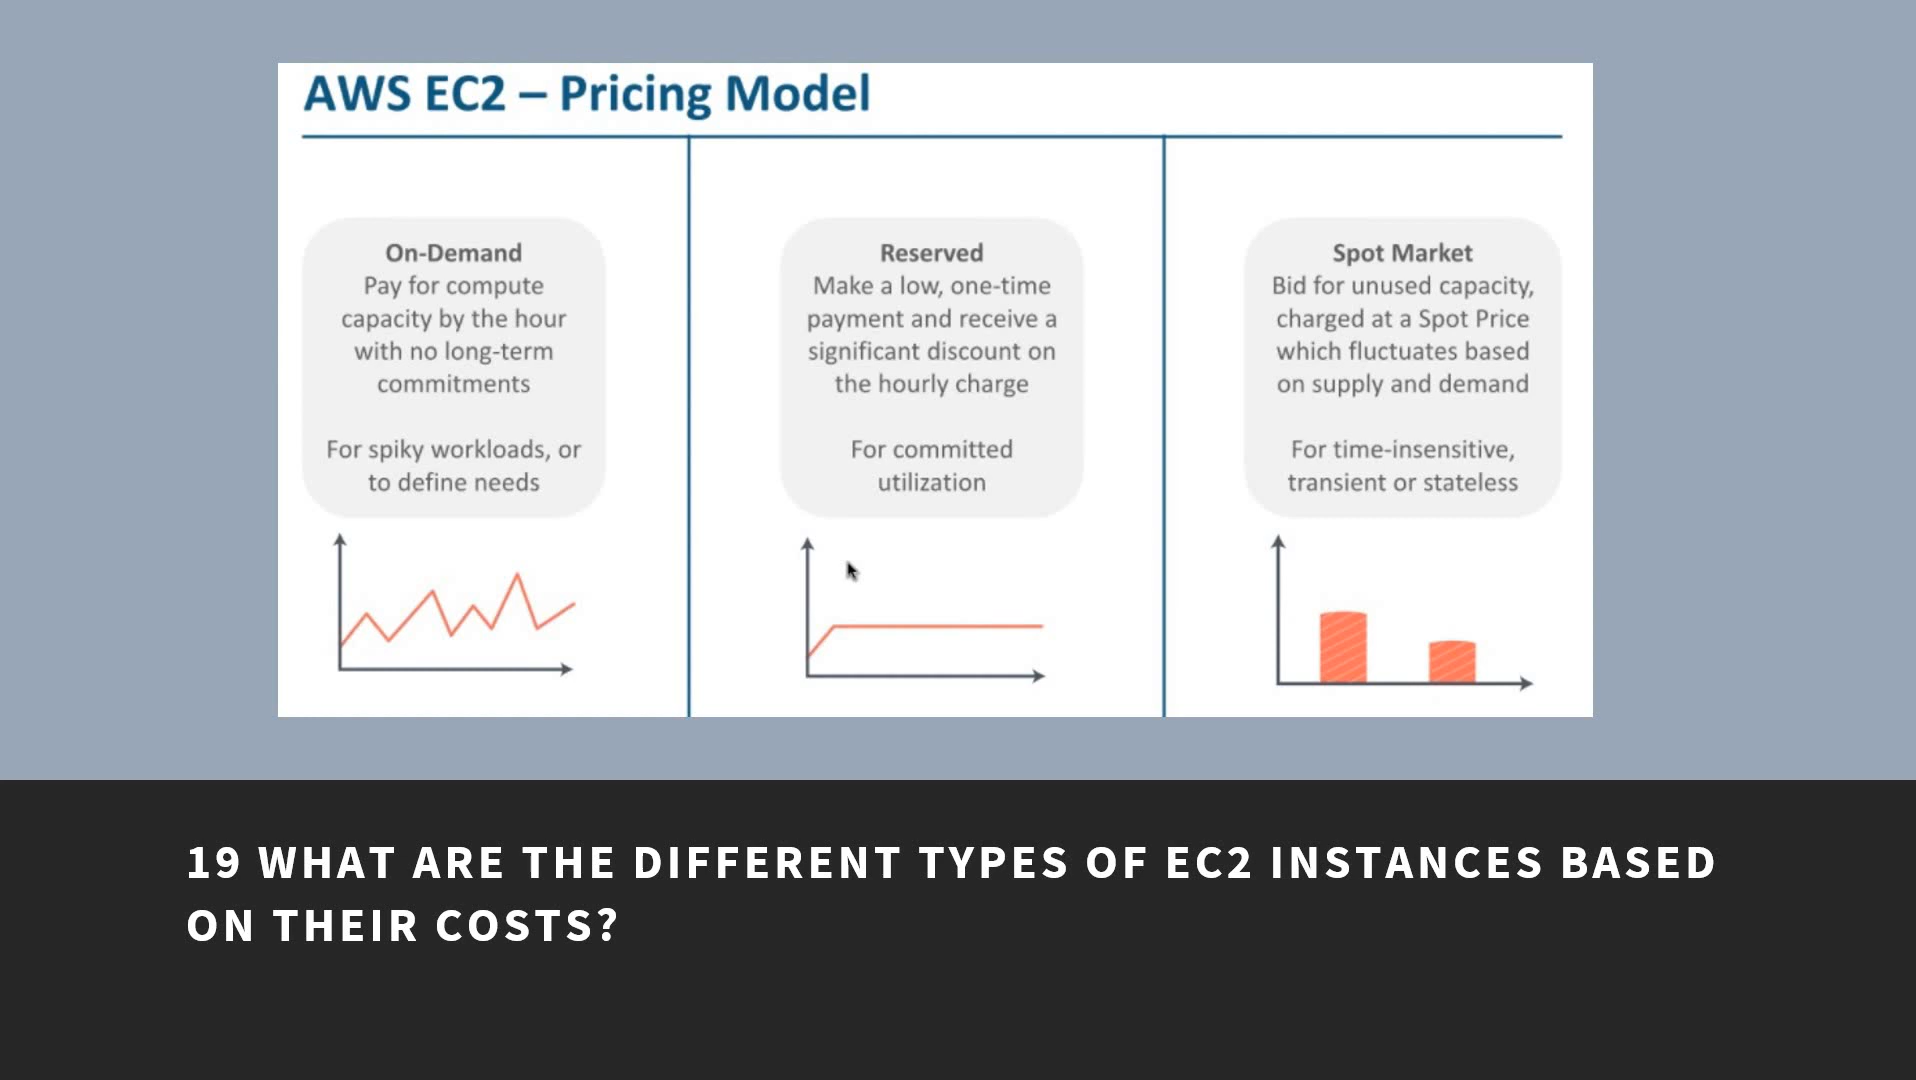 AWS EC2 – Pricing Model
On-Demand
Pay for compute
capacity by the hour
with no long-term
commitments
For spiky workloads, or
to define needs
Reserved
Make a low, one-time
payment and receive a
significant discount on
the hourly charge
For committed
utilization
Spot Market
Bid for unused capacity,
charged at a Spot Price
which fluctuates based
on supply and demand
For time-insensitive,
transient or stateless
19 WHAT ARE THE DIFFERENT TYPES OF EC2 INSTANCES BASED
ON THEIR COSTS?